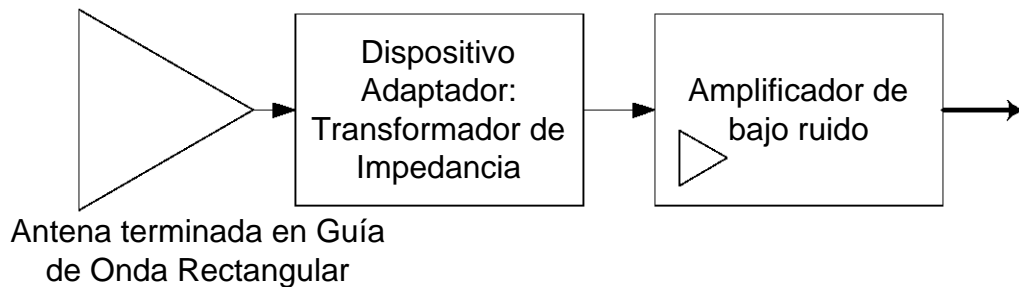 Dispositivo
Adaptador:
Transformador de
Impedancia
Amplificador de
bajo ruido
Antena terminada en Guía
de Onda Rectangular